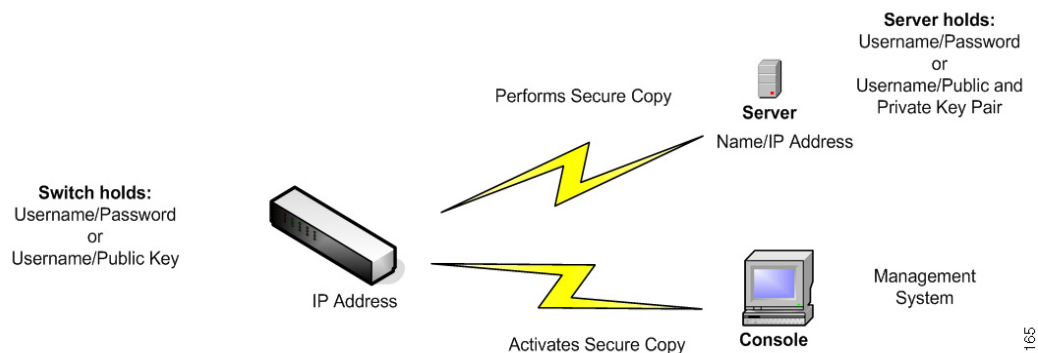 Server holds:
Username/Password
or
Username/Public and
Private Key Pair
Performs Secure Copy
Server
Name/IP Address
Switch holds:
Username/Password
or
Username/Public Key
IP Address
Management
System
Activates Secure Copy
Console
165